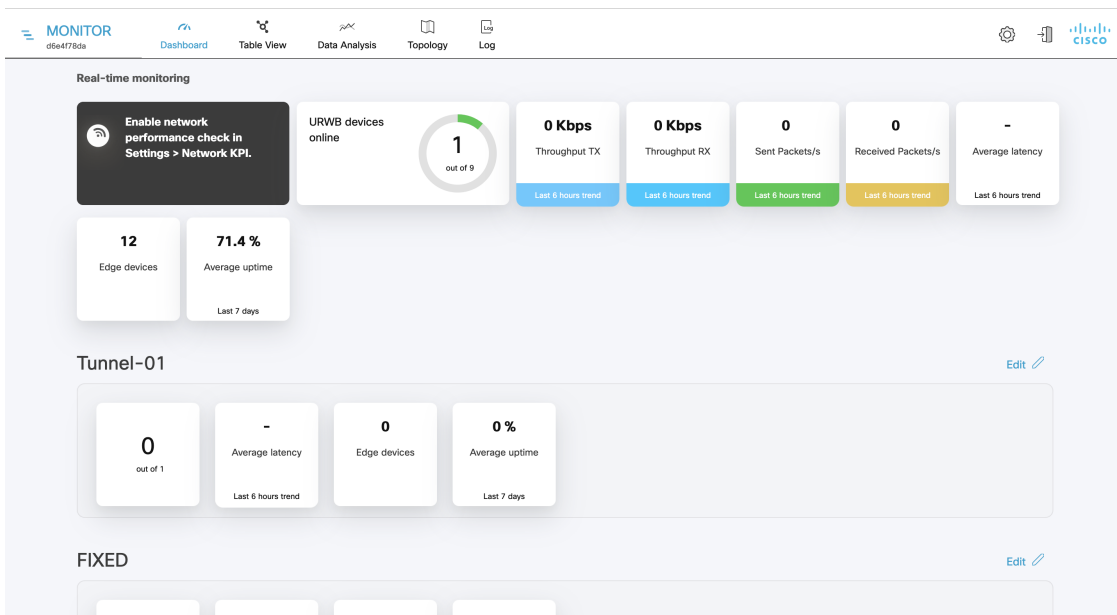 MONITOR
d6e4f78da
Dashboard
Table View
Data Analysis
Topology
Log
Log
CISCO
Real-time monitoring
Enable network
performance check in
Settings > Network KPI.
URWB devices
online
1
out of 9
0 Kbps
Throughput TX
Last 6 hours trend
0 Kbps
Throughput RX
Last 6 hours trend
0
Sent Packets/s
Last 6 hours trend
0
Received Packets/s
Last 6 hours trend
-
Average latency
Last 6 hours trend
12
Edge devices
71.4 %
Average uptime
Last 7 days
Tunnel-01
Edit
0
out of 1
-
Average latency
Last 6 hours trend
0
Edge devices
0 %
Average uptime
Last 7 days
FIXED
Edit